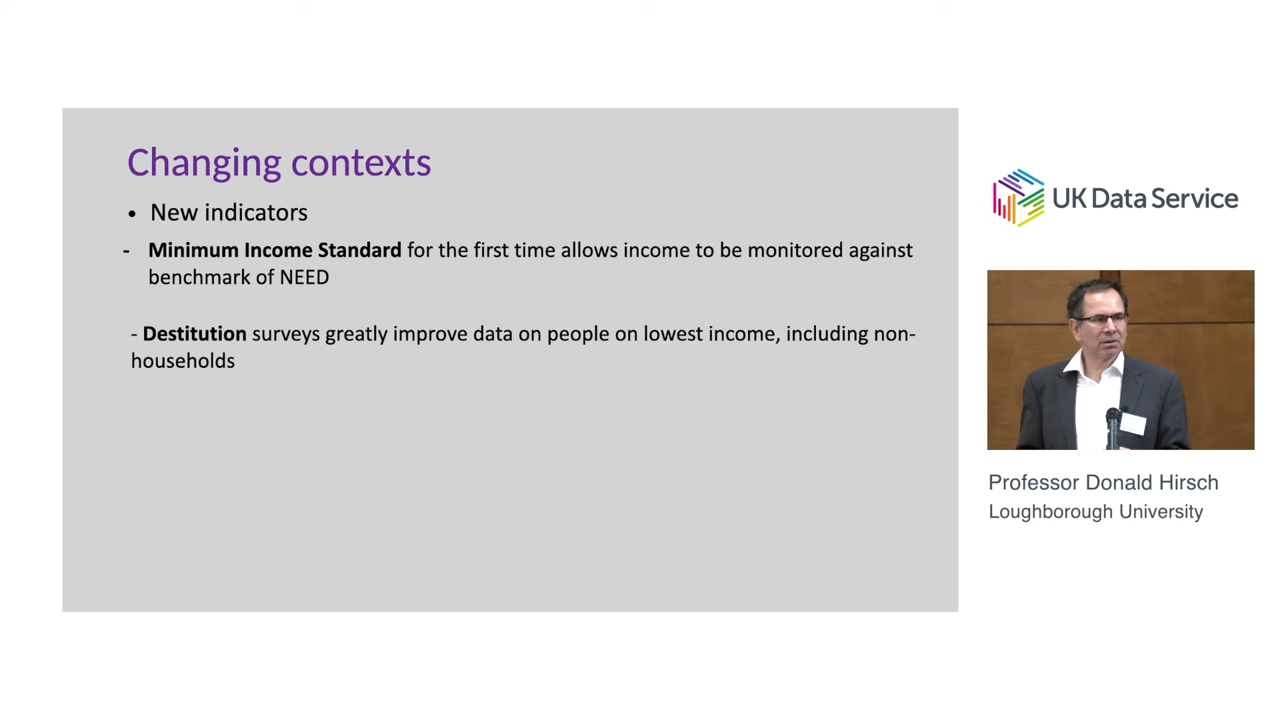 Changing contexts
• New indicators
- Minimum Income Standard for the first time allows income to be monitored against
benchmark of NEED
- Destitution surveys greatly improve data on people on lowest income, including non-
households
UK Data Service
Professor Donald Hirsch
Loughborough University